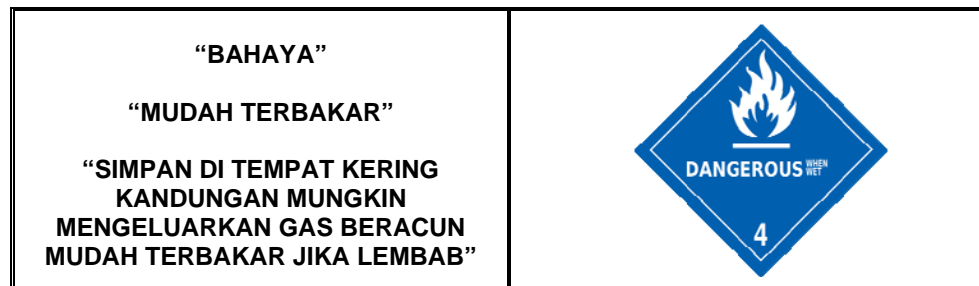 “BAHAYA”
“MUDAH TERBAKAR”
“SIMPAN DI TEMPAT KERING
KANDUNGAN MUNGKIN
MENGELUARKAN GAS BERACUN
MUDAH TERBAKAR JIKA LEMBAB”
DANGEROUS WHEN WET
4